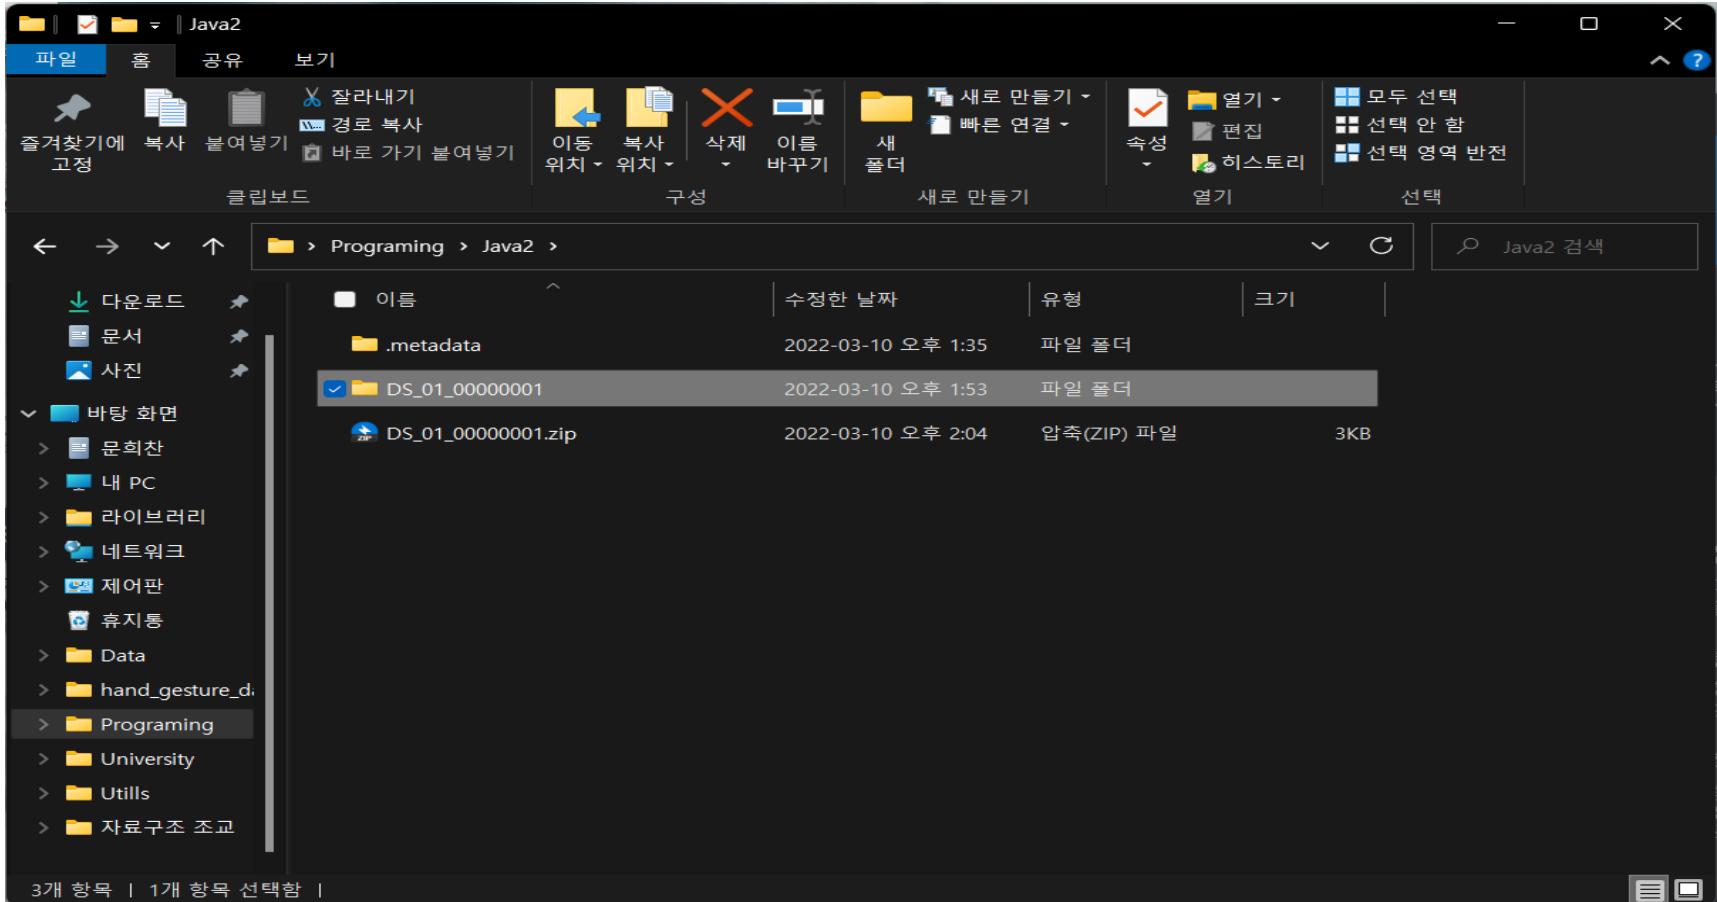 Java2
파일 홈 공유 보기
즐겨찾기에 고정
복사
붙여넣기
잘라내기
경로 복사
바로 가기 붙여넣기
클립보드
이동 위치
복사 위치
삭제
이름 바꾸기
구성
새 폴더
새로 만들기
빠른 연결
새로 만들기
속성
열기
편집
히스토리
열기
모두 선택
선택 안 함
선택 영역 반전
선택
› Programing › Java2 ›
Java2 검색
다운로드
문서
사진
바탕 화면
문희찬
내 PC
라이브러리
네트워크
제어판
휴지통
Data
hand_gesture_da
Programing
University
Utills
자료구조 조교
이름 수정한 날짜 유형 크기
.metadata 2022-03-10 오후 1:35 파일 폴더
DS_01_00000001 2022-03-10 오후 1:53 파일 폴더
DS_01_00000001.zip 2022-03-10 오후 2:04 압축(ZIP) 파일 3KB
3개 항목 | 1개 항목 선택함 |